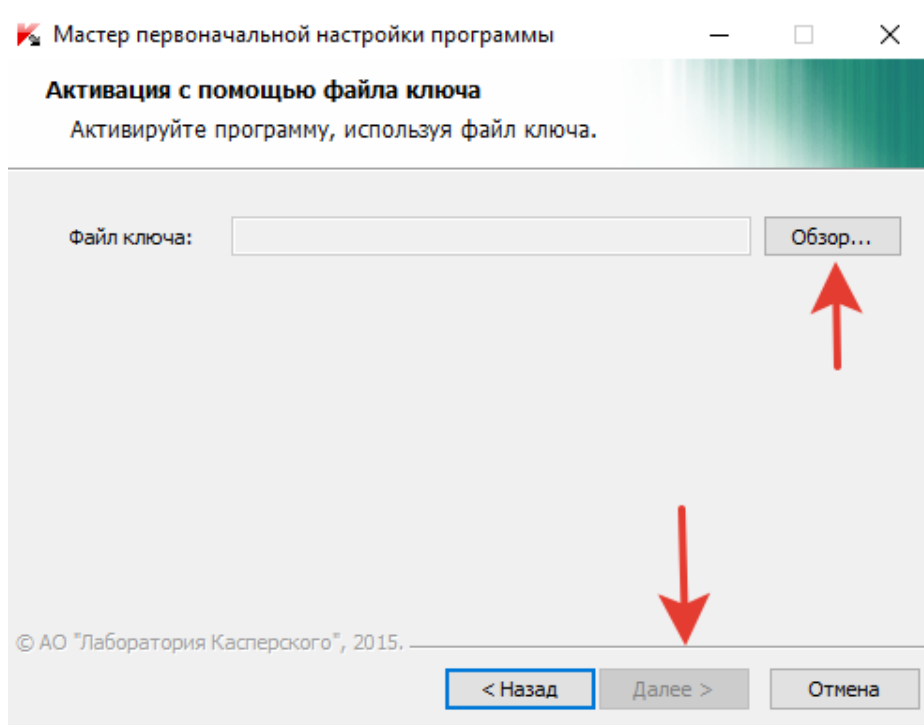 Мастер первоначальной настройки программы
Активация с помощью файла ключа
Активируйте программу, используя файл ключа.
Файл ключа:
Обзор...
© АО "Лаборатория Касперского", 2015.
< Назад
Далее >
Отмена